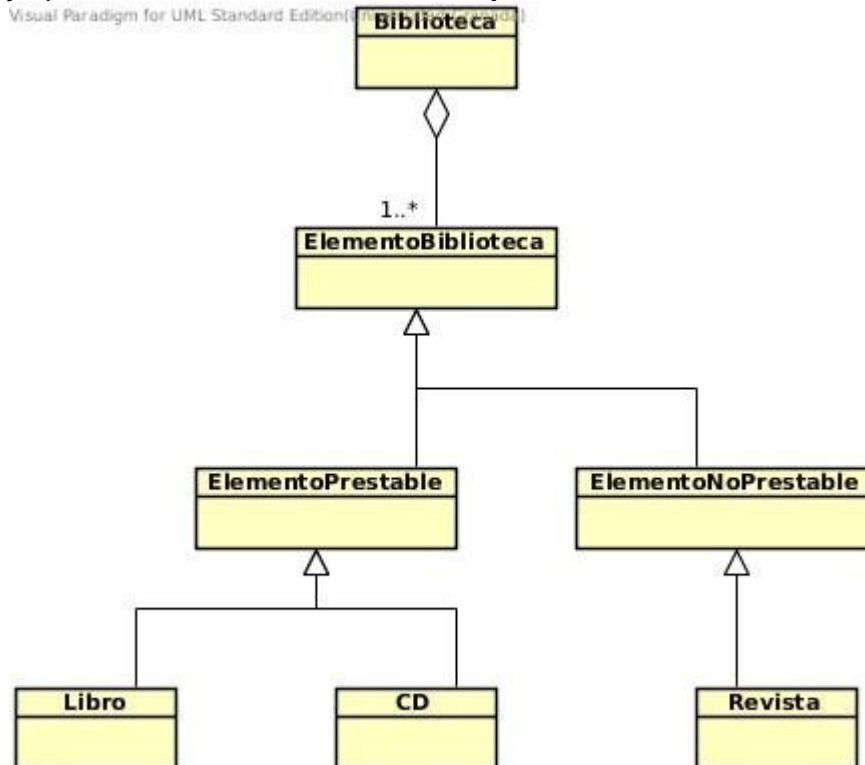 Visual Paradigm for UML Standard Edition(
Biblioteca
1..*
ElementoBiblioteca
ElementoPrestable
ElementoNoPrestable
Libro
CD
Revista